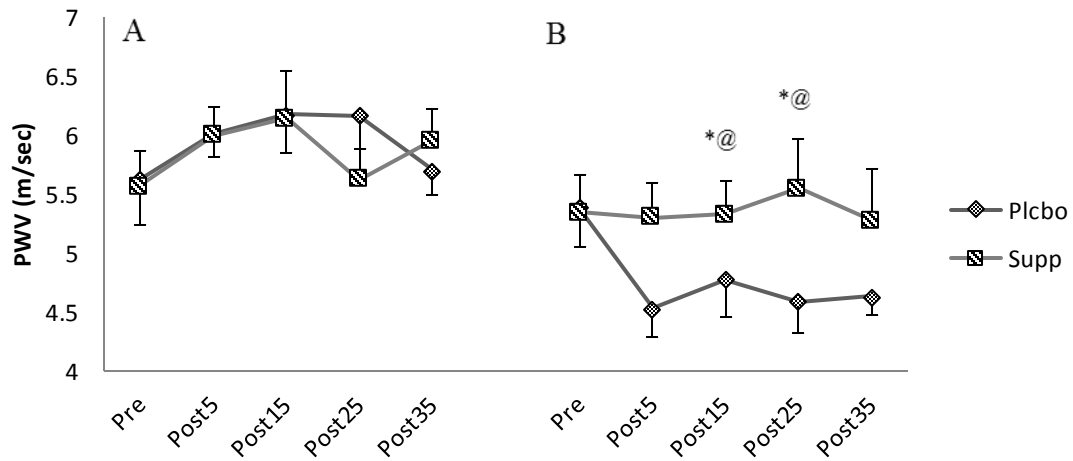 PWV (m/sec)
7
6.5
6
5.5
5
4.5
4
A
B
*@
*@
Pre
Post5
Post15
Post25
Post35
Pre
Post5
Post15
Post25
Post35
Plcbo
Supp